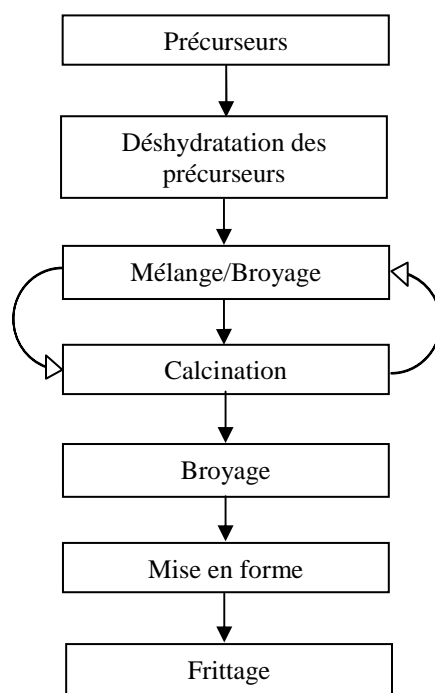 Précurseurs
Déshydratation des
précurseurs
Mélange/Broyage
Calcination
Broyage
Mise en forme
Frittage